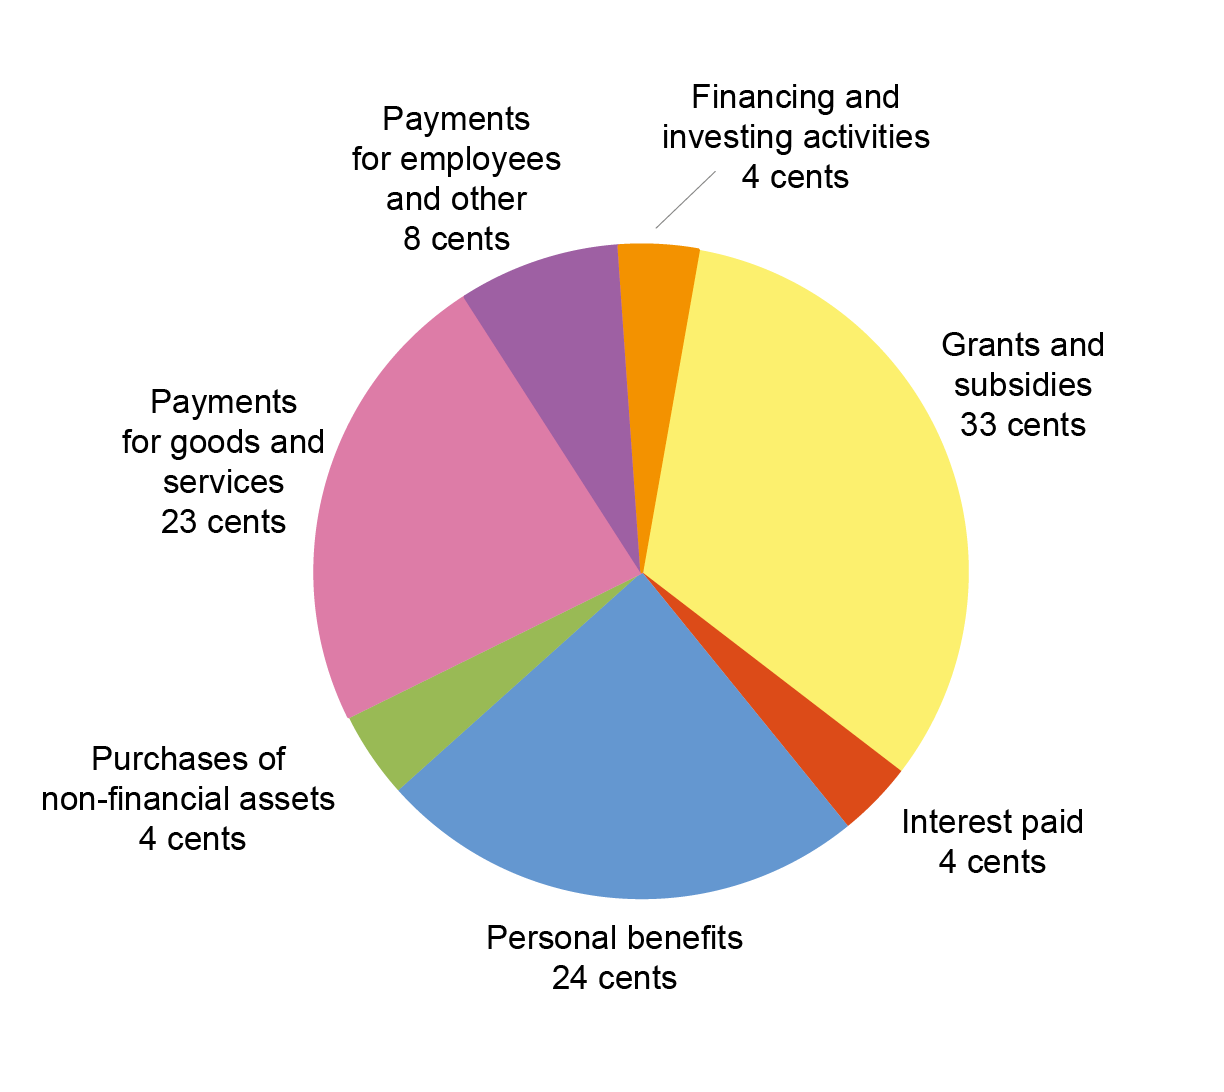 Financing and
investing activities
4 cents
Payments
for employees
and other
8 cents
Grants and
subsidies
33 cents
Payments
for goods and
services
23 cents
Purchases of
non-financial assets
4 cents
Interest paid
4 cents
Personal benefits
24 cents